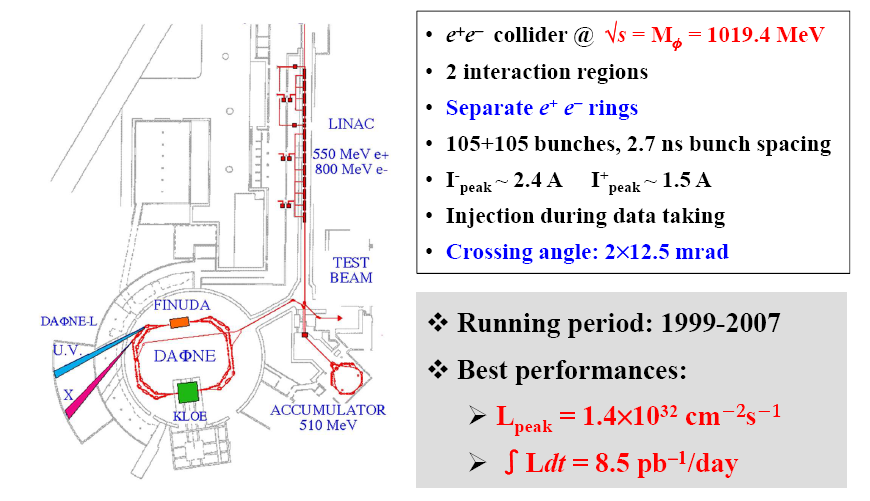 LINAC
550 MeV e+
800 MeV e-
TEST
BEAM
FINUDA
DAΦNE-L
U.V.
DAΦNE
X
KLOE
ACCUMULATOR
510 MeV
• e⁺e⁻ collider @ √s = M_ϕ = 1019.4 MeV
• 2 interaction regions
• Separate e⁺ e⁻ rings
• 105+105 bunches, 2.7 ns bunch spacing
• I⁻peak ~ 2.4 A I⁺peak ~ 1.5 A
• Injection during data taking
• Crossing angle: 2×12.5 mrad
❖ Running period: 1999-2007
❖ Best performances:
➢ Lpeak = 1.4×10³² cm⁻²s⁻¹
➢ ∫ Ldt = 8.5 pb⁻¹/day